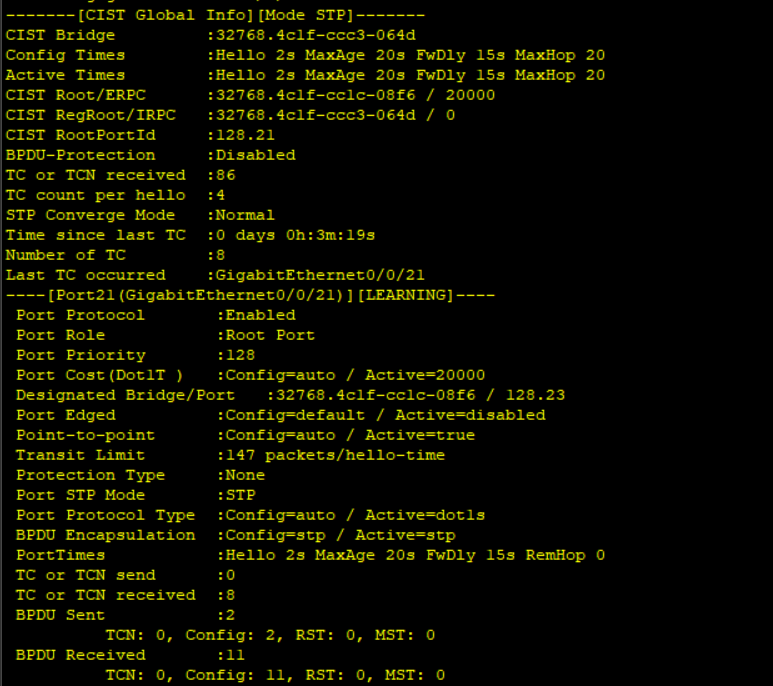 -------[CIST Global Info][Mode STP]-------
CIST Bridge         :32768.4c1f-ccc3-064d
Config Times        :Hello 2s MaxAge 20s FwDly 15s MaxHop 20
Active Times        :Hello 2s MaxAge 20s FwDly 15s MaxHop 20
CIST Root/ERPC      :32768.4c1f-cc1c-08f6 / 20000
CIST RegRoot/IRPC   :32768.4c1f-ccc3-064d / 0
CIST RootPortId     :128.21
BPDU-Protection     :Disabled
TC or TCN received  :86
TC count per hello  :4
STP Converge Mode   :Normal
Time since last TC  :0 days 0h:3m:19s
Number of TC        :8
Last TC occurred    :GigabitEthernet0/0/21
----[Port21(GigabitEthernet0/0/21)][LEARNING]----
 Port Protocol       :Enabled
 Port Role           :Root Port
 Port Priority       :128
 Port Cost(Dot1T )   :Config=auto / Active=20000
 Designated Bridge/Port   :32768.4c1f-cc1c-08f6 / 128.23
 Port Edged          :Config=default / Active=disabled
 Point-to-point      :Config=auto / Active=true
 Transit Limit       :147 packets/hello-time
 Protection Type     :None
 Port STP Mode       :STP
 Port Protocol Type  :Config=auto / Active=dot1s
 BPDU Encapsulation  :Config=stp / Active=stp
 PortTimes           :Hello 2s MaxAge 20s FwDly 15s RemHop 0
 TC or TCN send      :0
 TC or TCN received  :8
 BPDU Sent           :2
          TCN: 0, Config: 2, RST: 0, MST: 0
 BPDU Received       :11
          TCN: 0, Config: 11, RST: 0, MST: 0